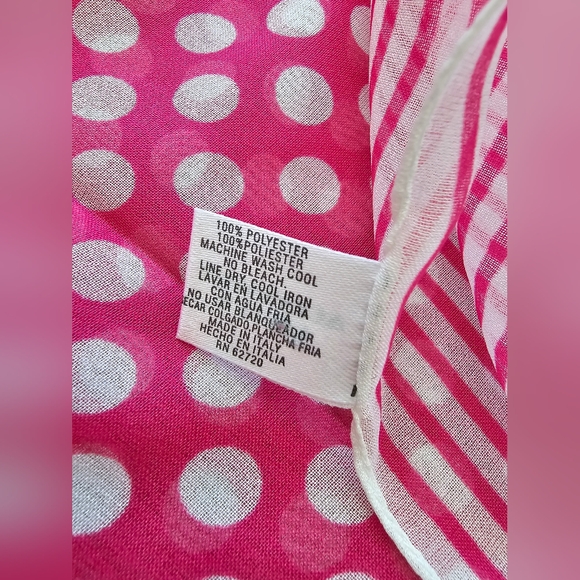 100% POLYESTER
100%POLIESTER
MACHINE WASH COOL
NO BLEACH
LINE DRY COOL IRON
LAVAR EN LAVADORA
CON AGUA FRIA
NO USAR BLANQUEADOR
ECAR COLGADO PLANCHA FRIA
MADE IN ITALY
HECHO EN ITALIA
RN 62720